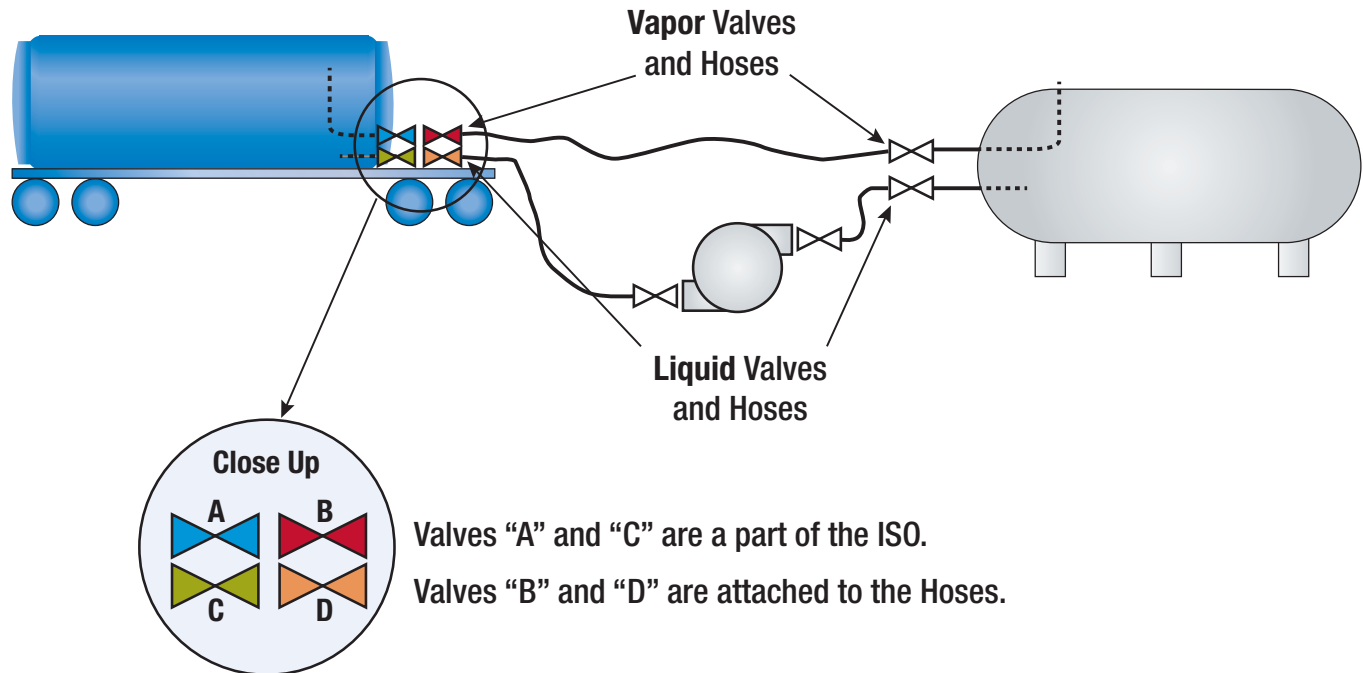 Vapor Valves
and Hoses
Liquid Valves
and Hoses
Close Up
A B
C D
Valves “A” and “C” are a part of the ISO.
Valves “B” and “D” are attached to the Hoses.